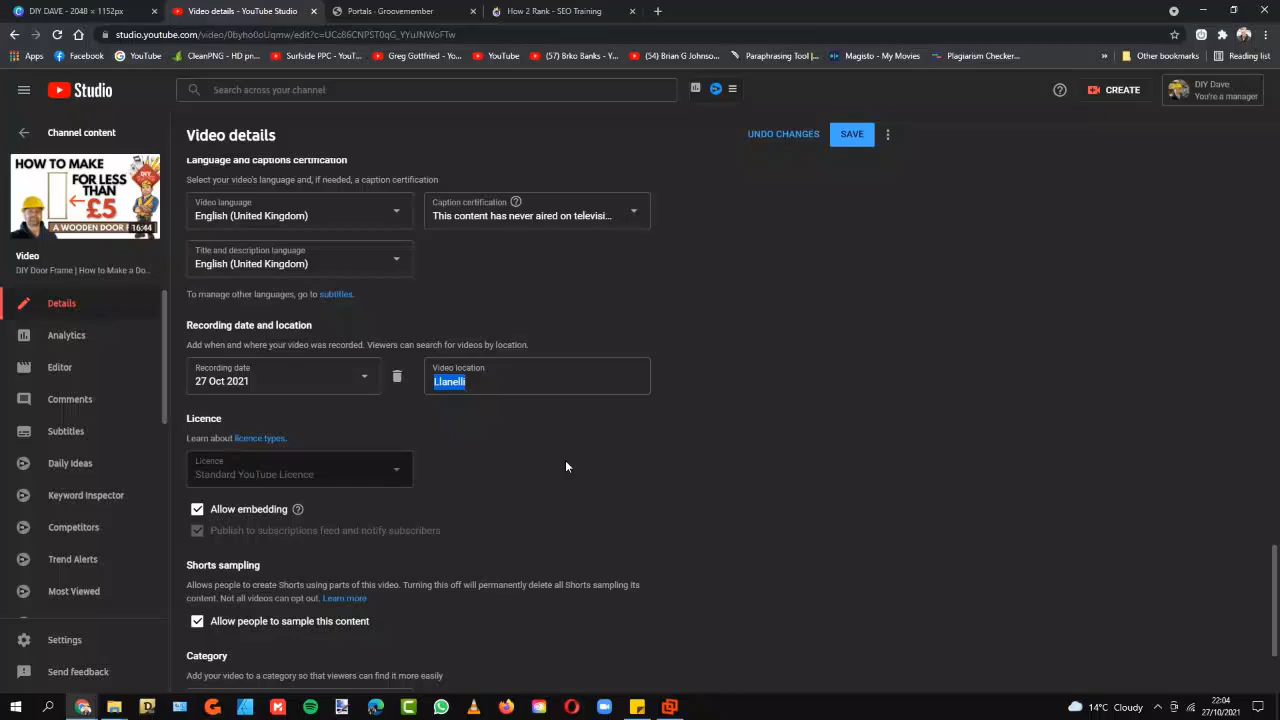 DIY DAVE - 2048 × 1152px
Video details - YouTube Studio
Portals - Groovemember
How 2 Rank - SEO Training
studio.youtube.com/video/0byho0oUqmw/edit?c=UCc86CNPST0qG_YYuJNWoFTw
Apps
Facebook
YouTube
CleanPNG - HD pn...
Surfside PPC - YouT...
Greg Gottfried - Yo...
YouTube
(57) Brko Banks - Y...
(54) Brian G Johnso...
Paraphrasing Tool |...
Magisto - My Movies
Plagiarism Checker...
»
Other bookmarks
Reading list
Studio
Search across your channel
CREATE
DIY Dave
You're a manager
Channel content
HOW TO MAKE
FOR LESS
THAN
£5
A WOODEN DOOR F
16:44
Video
DIY Door Frame | How to Make a Do...
Details
Analytics
Editor
Comments
Subtitles
Daily Ideas
Keyword Inspector
Competitors
Trend Alerts
Most Viewed
Settings
Send feedback
Video details
UNDO CHANGES
SAVE
Language and captions certification
Select your video's language and, if needed, a caption certification
Video language
English (United Kingdom)
Caption certification
This content has never aired on televisi...
Title and description language
English (United Kingdom)
To manage other languages, go to subtitles.
Recording date and location
Add when and where your video was recorded. Viewers can search for videos by location.
Recording date
27 Oct 2021
Video location
Llanelli
Licence
Learn about licence types.
Licence
Standard YouTube Licence
Allow embedding
Publish to subscriptions feed and notify subscribers
Shorts sampling
Allows people to create Shorts using parts of this video. Turning this off will permanently delete all Shorts sampling its
content. Not all videos can opt out. Learn more
Allow people to sample this content
Category
Add your video to a category so that viewers can find it more easily
14°C Cloudy
22:04
27/10/2021